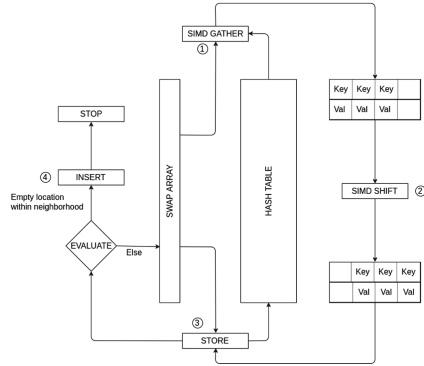 SIMD GATHER
①
Key Key Key
Val Val Val
STOP
④
INSERT
Empty location
within neighborhood
SWAP ARRAY
HASH TABLE
SIMD SHIFT
②
EVALUATE
Else
Key Key Key
Val Val Val
③
STORE